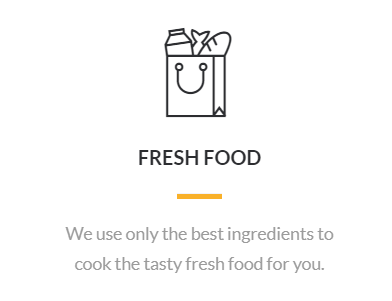 FRESH FOOD
We use only the best ingredients to
cook the tasty fresh food for you.